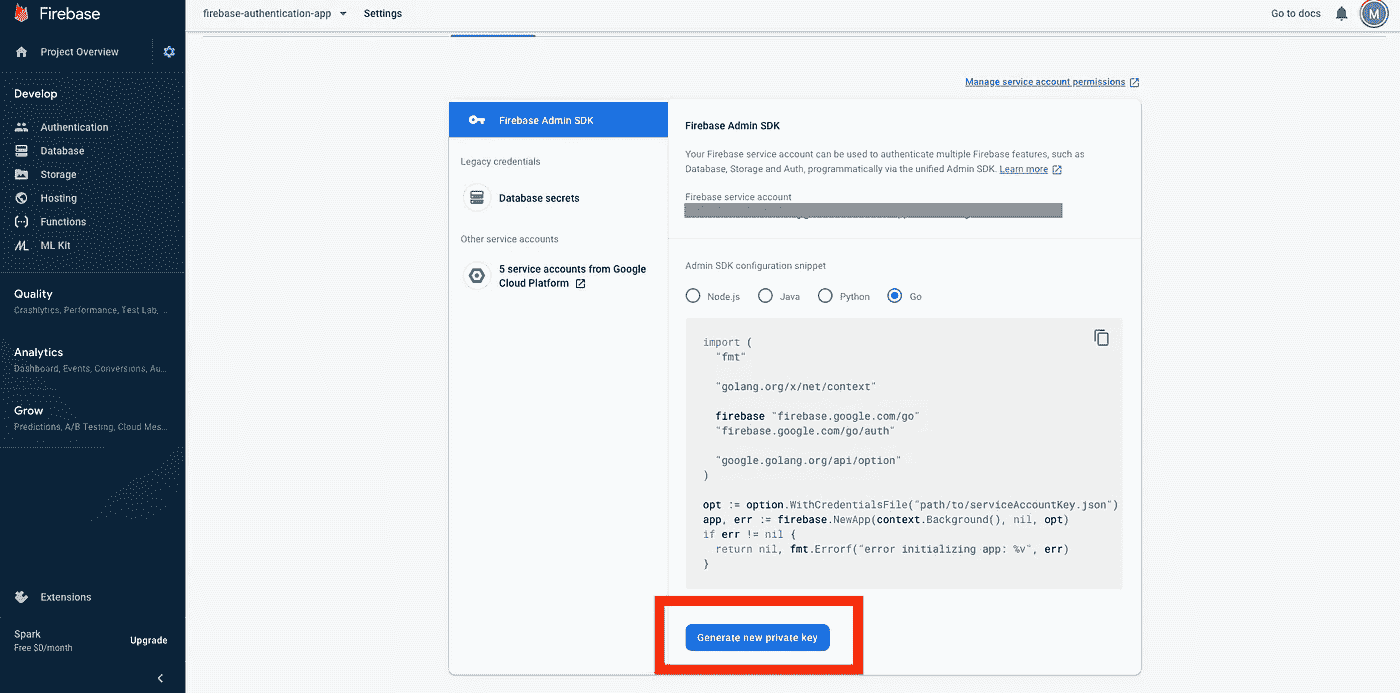 Firebase
firebase-authentication-app
Settings
Go to docs
M
Project Overview
Develop
Authentication
Database
Storage
Hosting
Functions
ML Kit
Quality
Crashlytics, Performance, Test Lab, ...
Analytics
Dashboard, Events, Conversions, Au...
Grow
Predictions, A/B Testing, Cloud Mes...
Extensions
Spark
Free $0/month
Upgrade
Manage service account permissions
Firebase Admin SDK
Legacy credentials
Database secrets
Other service accounts
5 service accounts from Google
Cloud Platform
Firebase Admin SDK
Your Firebase service account can be used to authenticate multiple Firebase features, such as
Database, Storage and Auth, programmatically via the unified Admin SDK. Learn more
Firebase service account
Admin SDK configuration snippet
Node.js
Java
Python
Go
import (
"fmt"
"golang.org/x/net/context"
firebase "firebase.google.com/go"
"firebase.google.com/go/auth"
"google.golang.org/api/option"
)
opt := option.WithCredentialsFile("path/to/serviceAccountKey.json")
app, err := firebase.NewApp(context.Background(), nil, opt)
if err != nil {
return nil, fmt.Errorf("error initializing app: %v", err)
}
Generate new private key